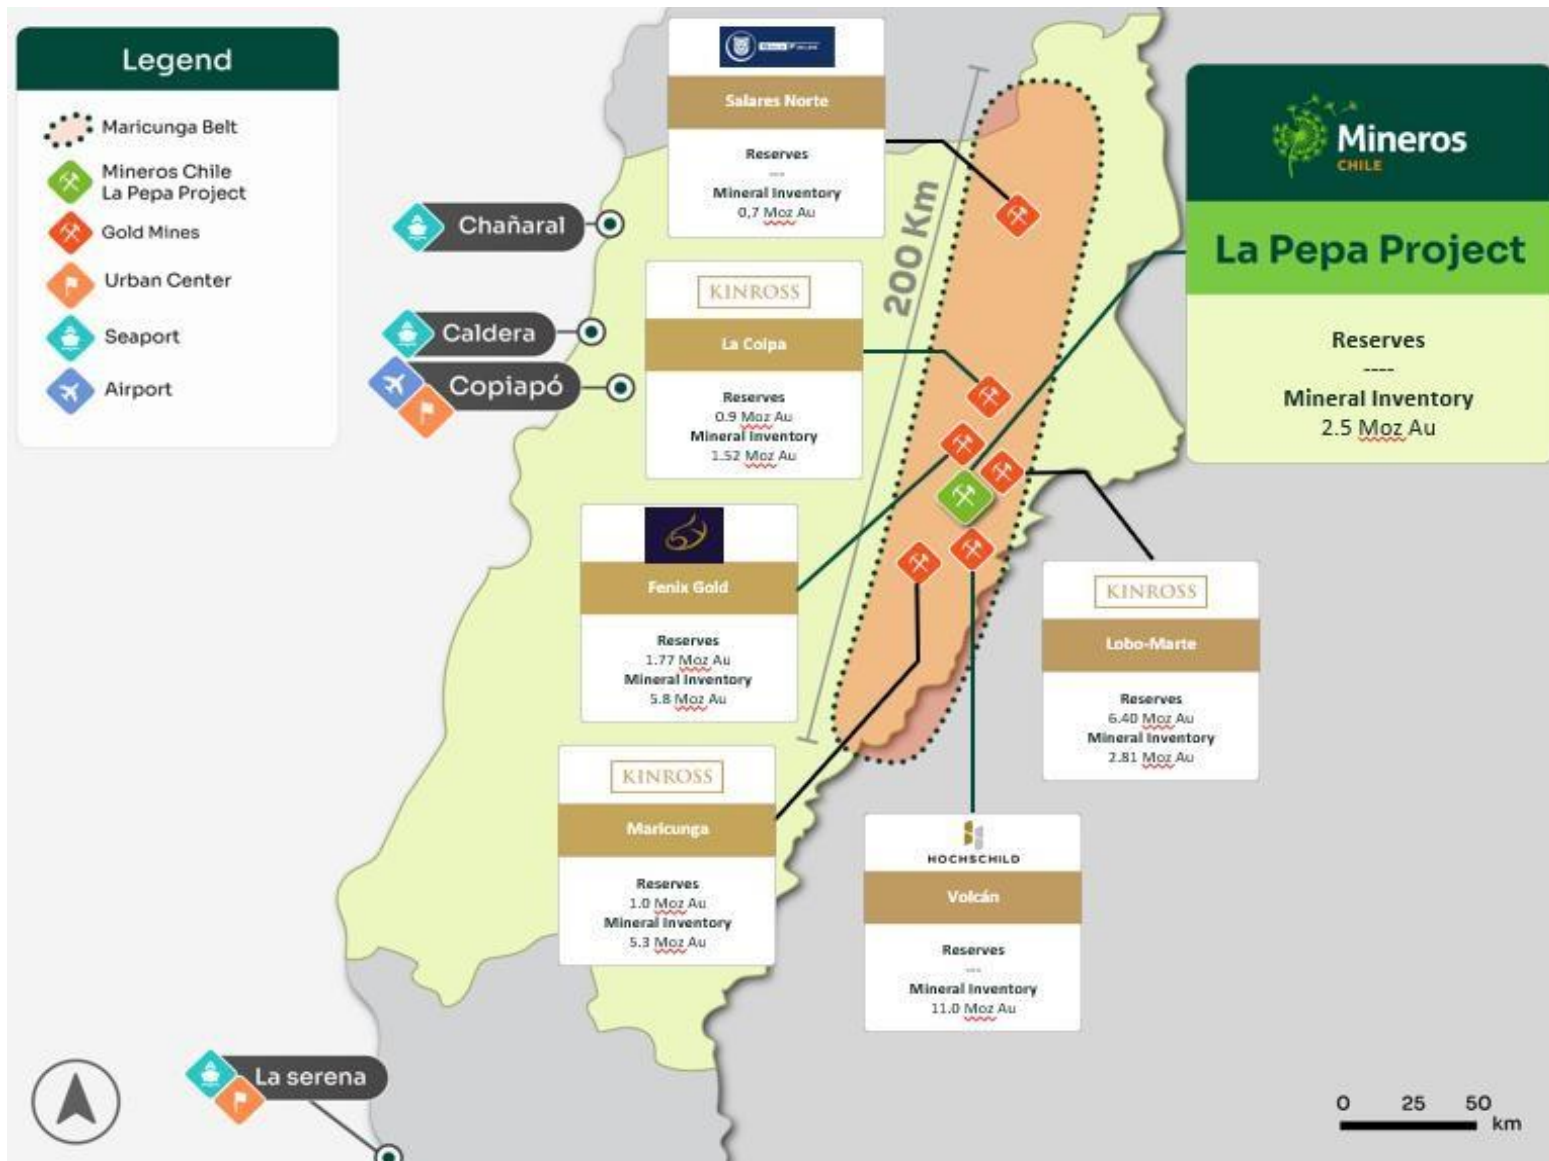 Legend
Maricunga Belt
Mineros Chile
La Pepa Project
Gold Mines
Urban Center
Seaport
Airport
Chañaral
Caldera
Copiapó
La serena
200 Km
Salares Norte
Reserves
---
Mineral Inventory
0,7 Moz Au
KINROSS
La Coipa
Reserves
0.9 Moz Au
Mineral Inventory
1.52 Moz Au
Fenix Gold
Reserves
1.77 Moz Au
Mineral Inventory
5.8 Moz Au
KINROSS
Maricunga
Reserves
1.0 Moz Au
Mineral Inventory
5.3 Moz Au
HOCHSCHILD
Volcán
Reserves
---
Mineral Inventory
11.0 Moz Au
KINROSS
Lobo-Marte
Reserves
6.40 Moz Au
Mineral Inventory
2.81 Moz Au
Mineros
CHILE
La Pepa Project
Reserves
----
Mineral Inventory
2.5 Moz Au
0 25 50
km